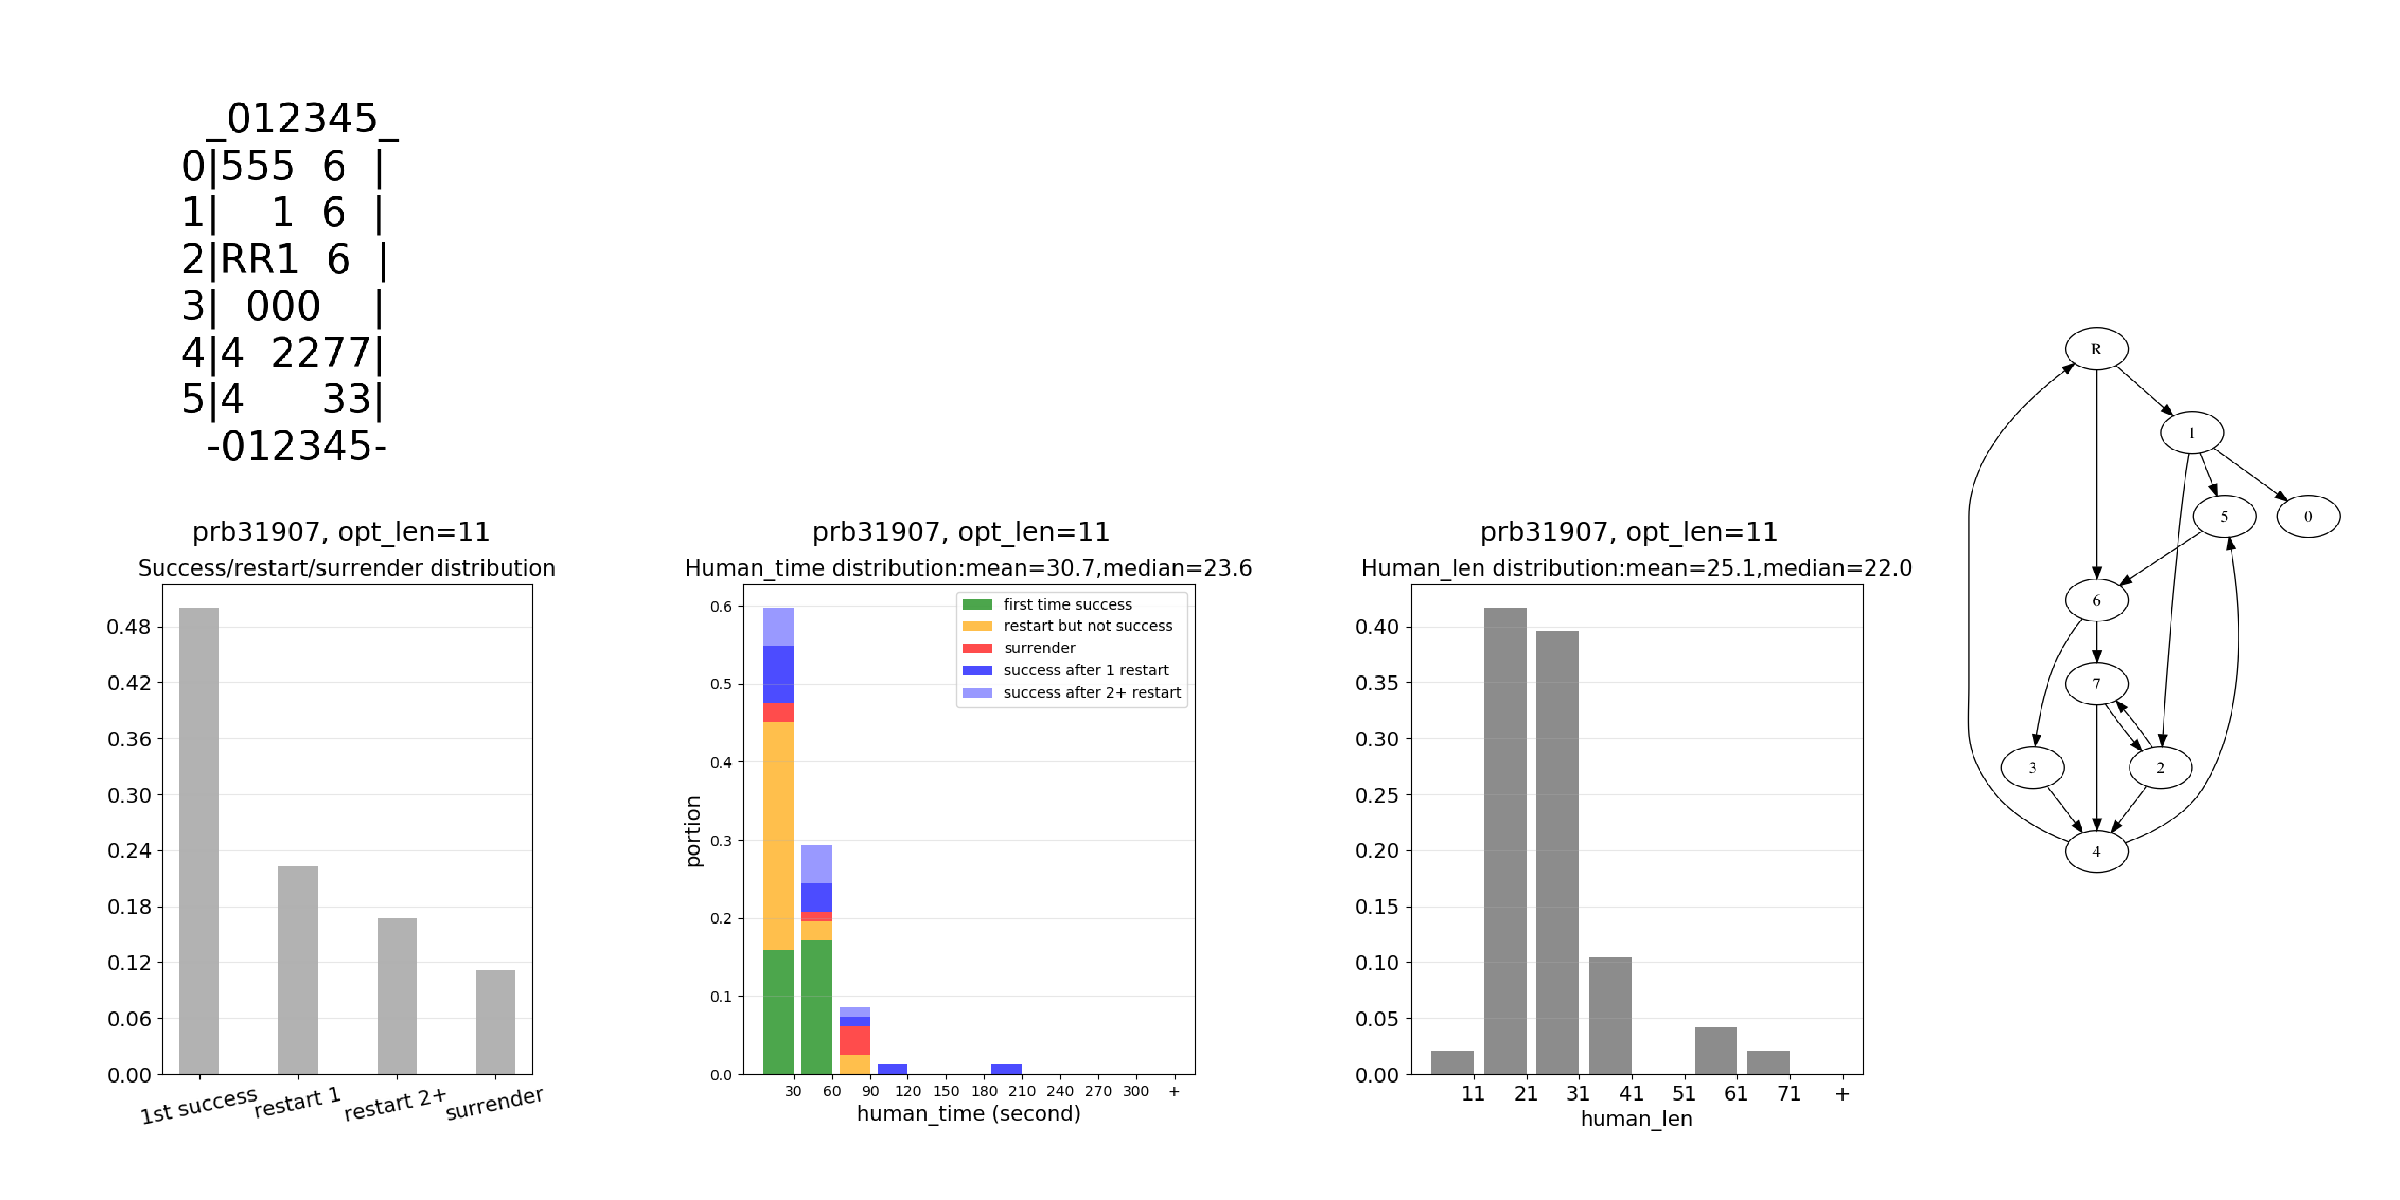 _012345_
0|555  6  |
1|    1  6  |
2|RR1  6  |
3|  000    |
4|4  2277|
5|4      33|
-012345-
prb31907, opt_len=11
Success/restart/surrender distribution
0.48
0.42
0.36
0.30
0.24
0.18
0.12
0.06
0.00
1st success
restart 1
restart 2+
surrender
prb31907, opt_len=11
Human_time distribution:mean=30.7,median=23.6
portion
0.6
0.5
0.4
0.3
0.2
0.1
0.0
first time success
restart but not success
surrender
success after 1 restart
success after 2+ restart
30 60 90 120 150 180 210 240 270 300 +
human_time (second)
prb31907, opt_len=11
Human_len distribution:mean=25.1,median=22.0
0.40
0.35
0.30
0.25
0.20
0.15
0.10
0.05
0.00
11 21 31 41 51 61 71 +
human_len
R
1
5
0
6
7
3
2
4